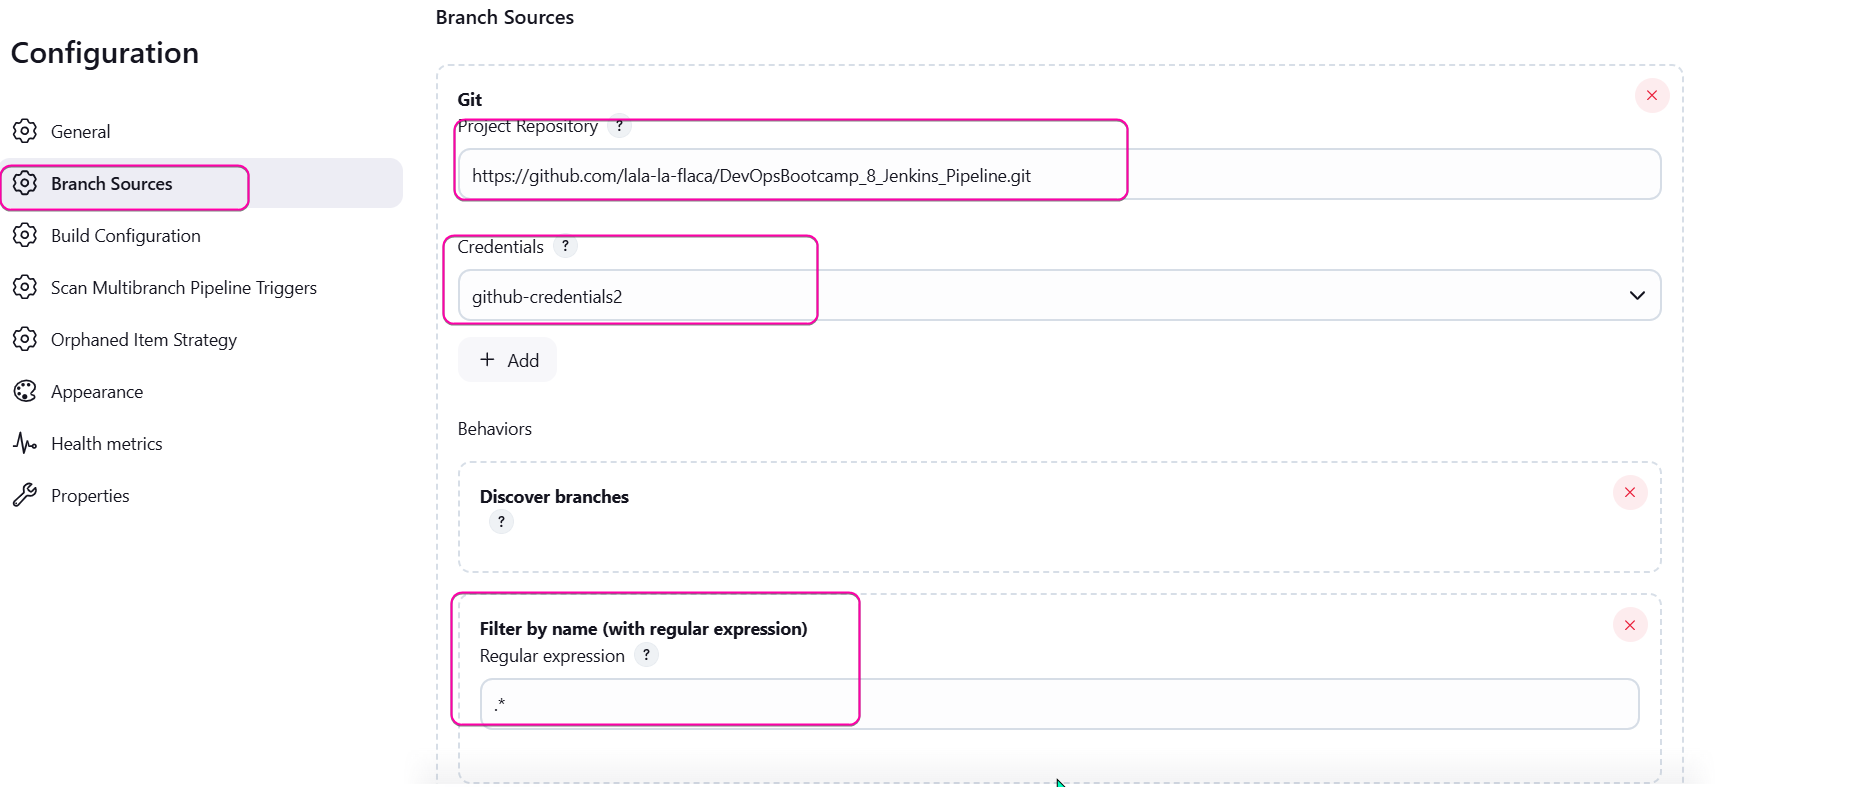 Configuration
General
Branch Sources
Build Configuration
Scan Multibranch Pipeline Triggers
Orphaned Item Strategy
Appearance
Health metrics
Properties
Branch Sources
Git
Project Repository ?
https://github.com/lala-la-flaca/DevOpsBootcamp_8_Jenkins_Pipeline.git
Credentials ?
github-credentials2
+ Add
Behaviors
Discover branches
?
Filter by name (with regular expression)
Regular expression ?
.*